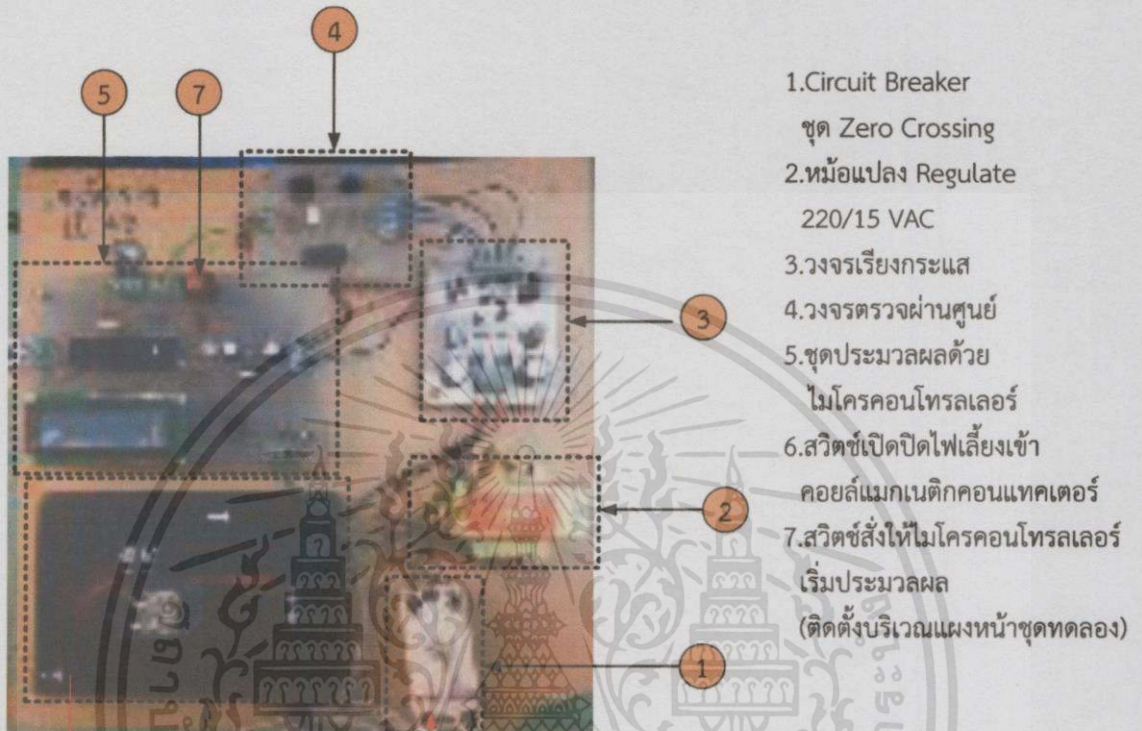 4
5
7
3
2
1
1.Circuit Breaker
ชุด Zero Crossing
2.หม้อแปลง Regulate
220/15 VAC
3.วงจรเรียงกระแส
4.วงจรตรวจผ่านศูนย์
5.ชุดประมวลผลด้วย
ไมโครคอนโทรลเลอร์
6.สวิตช์เปิดปิดไฟเลี้ยงเข้า
คอยล์แมกเนติกคอนแทคเตอร์
7.สวิตช์สั่งให้ไมโครคอนโทรลเลอร์
เริ่มประมวลผล
(ติดตั้งบริเวณแผงหน้าชุดทดลอง)